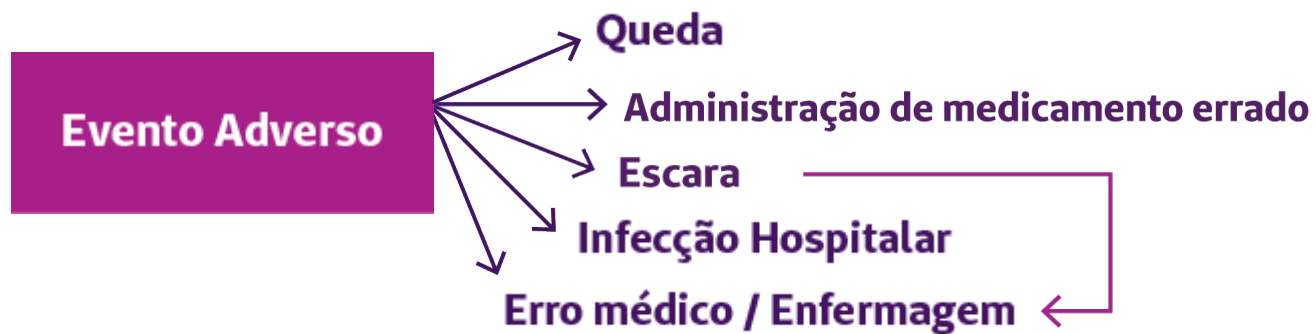 Evento Adverso
Queda
Administração de medicamento errado
Escara
Infecção Hospitalar
Erro médico / Enfermagem